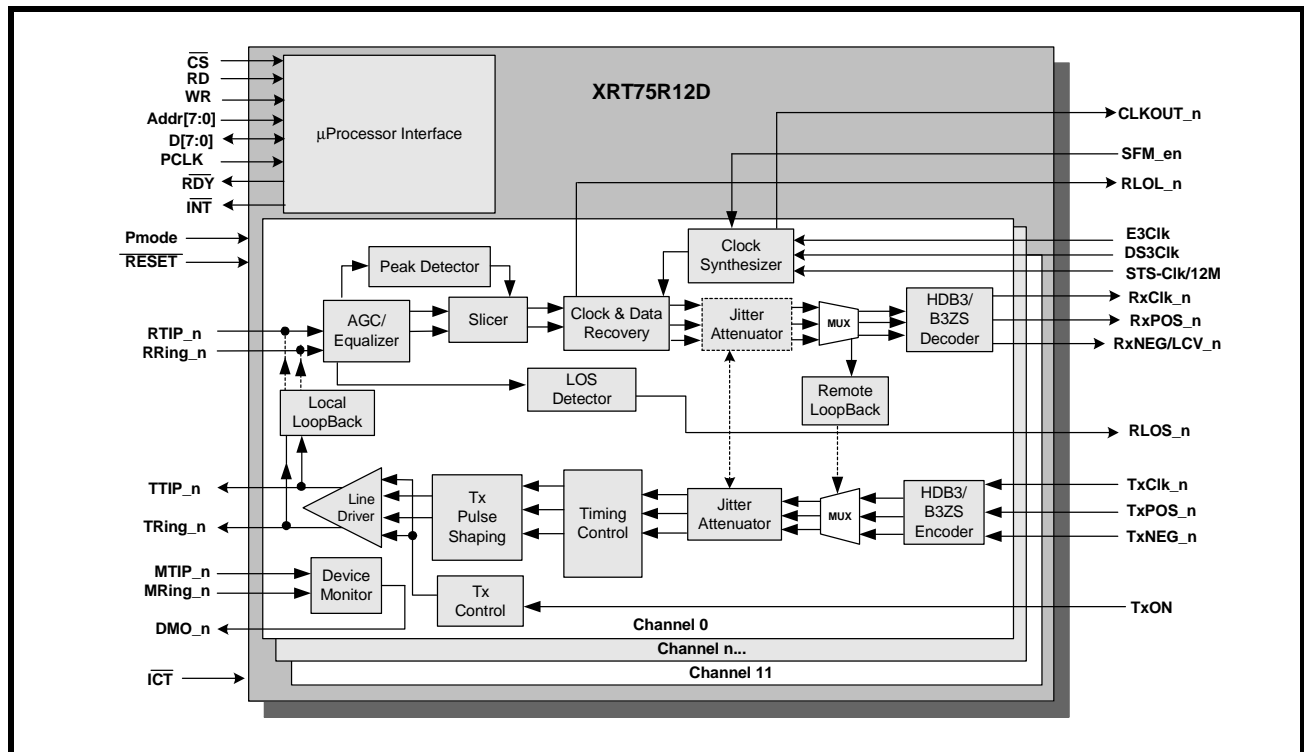 XRT75R12D
CS
RD
WR
Addr[7:0]
D[7:0]
PCLK
RDY
INT
Pmode
RESET
µProcessor Interface
CLKOUT_n
SFM_en
RLOL_n
E3Clk
DS3Clk
STS-Clk/12M
RxClk_n
RxPOS_n
RxNEG/LCV_n
Clock
Synthesizer
Peak Detector
RTIP_n
RRing_n
AGC/
Equalizer
Slicer
Clock & Data
Recovery
Jitter
Attenuator
MUX
HDB3/
B3ZS
Decoder
LOS
Detector
Remote
LoopBack
Local
LoopBack
RLOS_n
TTIP_n
TRing_n
Line
Driver
Tx
Pulse
Shaping
Timing
Control
Jitter
Attenuator
MUX
HDB3/
B3ZS
Encoder
TxClk_n
TxPOS_n
TxNEG_n
MTIP_n
MRing_n
DMO_n
Device
Monitor
Tx
Control
TxON
Channel 0
Channel n...
Channel 11
ICT